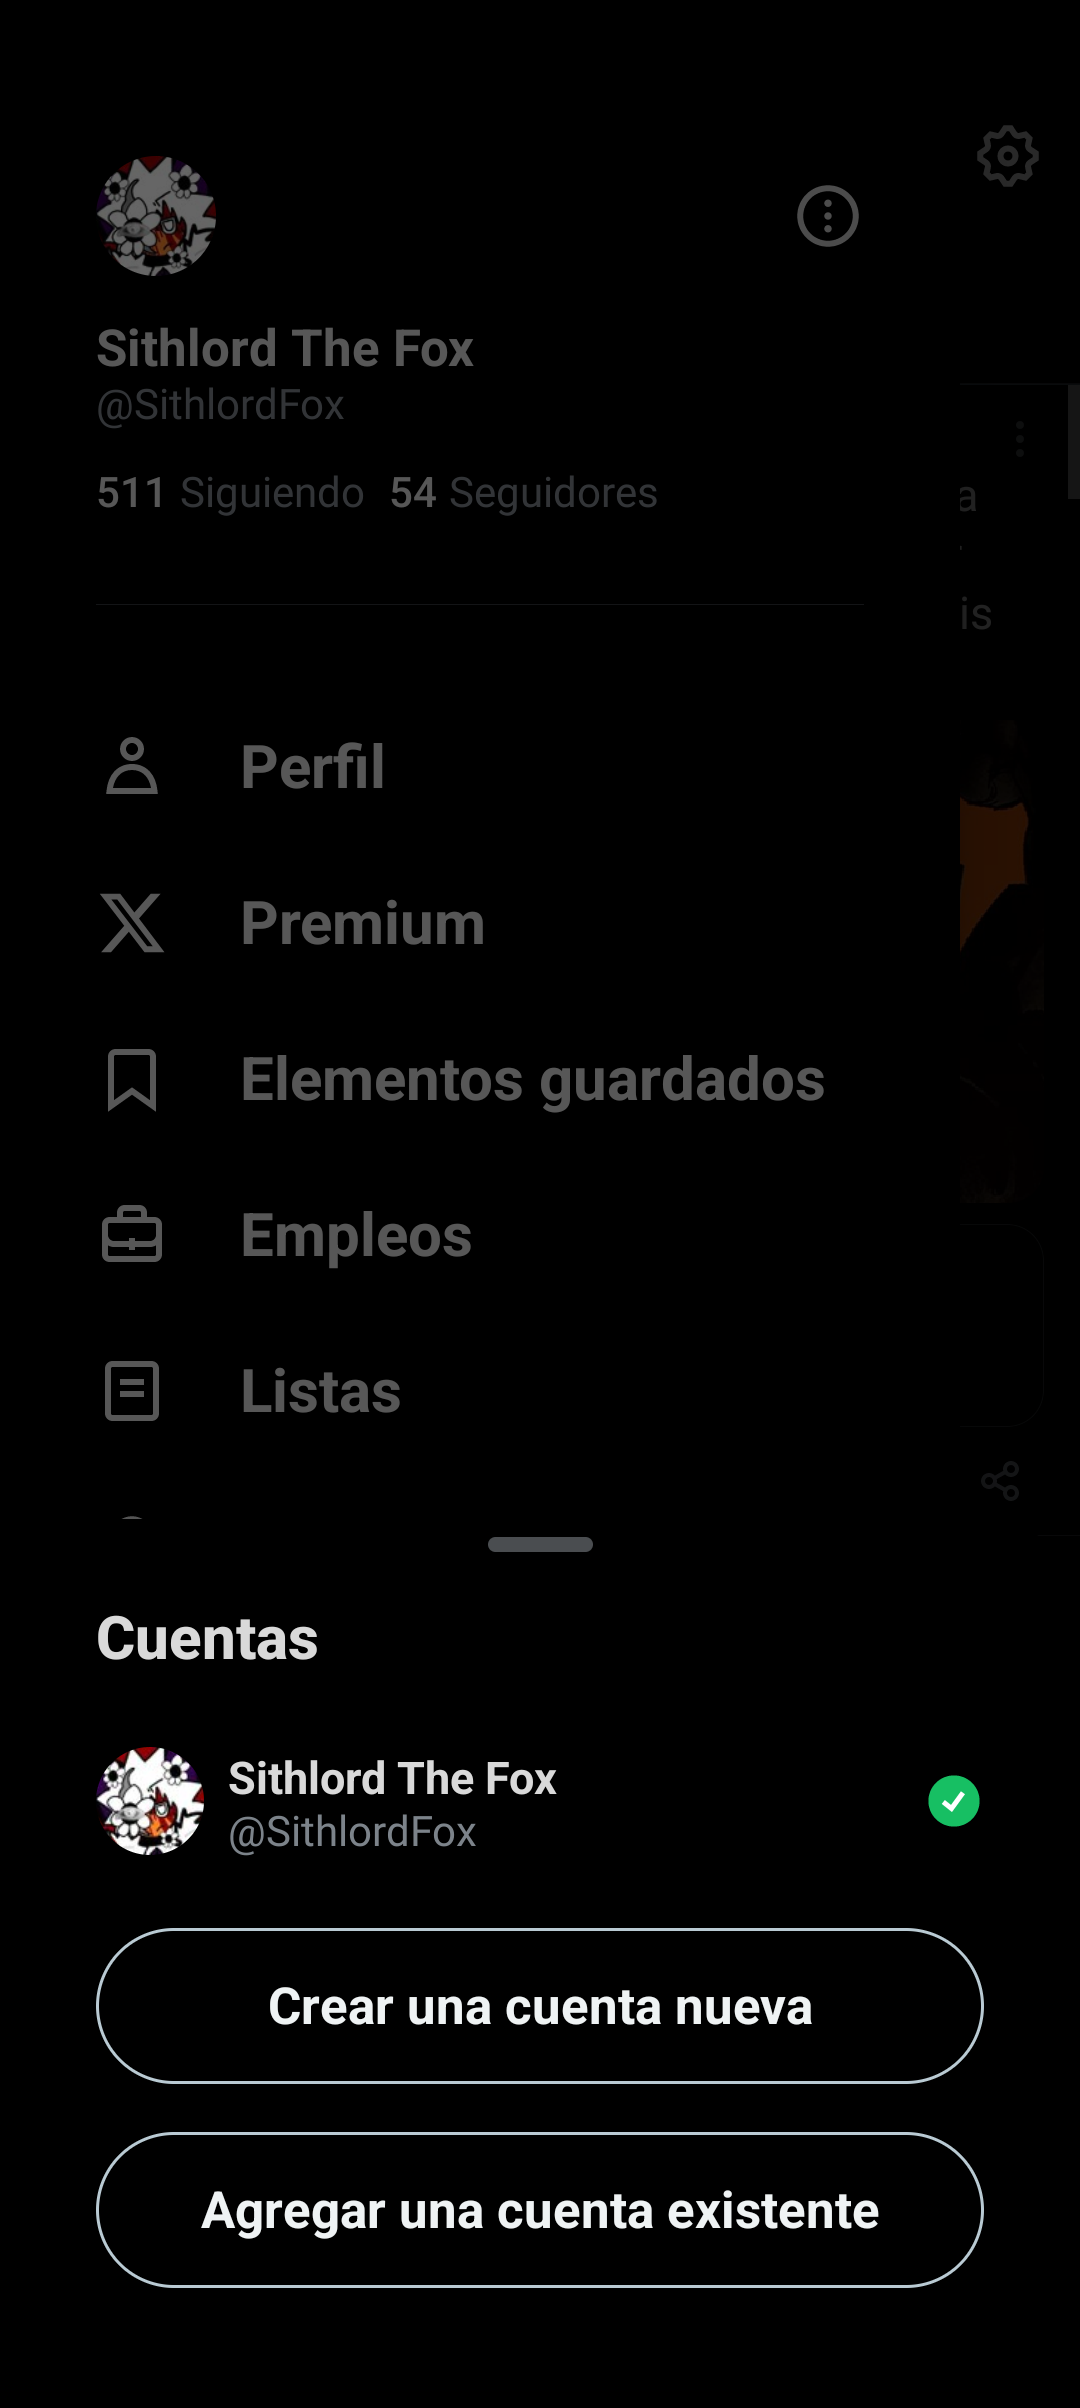 Sithlord The Fox
@SithlordFox
511 Siguiendo 54 Seguidores
a
is
Perfil
Premium
Elementos guardados
Empleos
Listas
Cuentas
Sithlord The Fox
@SithlordFox
Crear una cuenta nueva
Agregar una cuenta existente